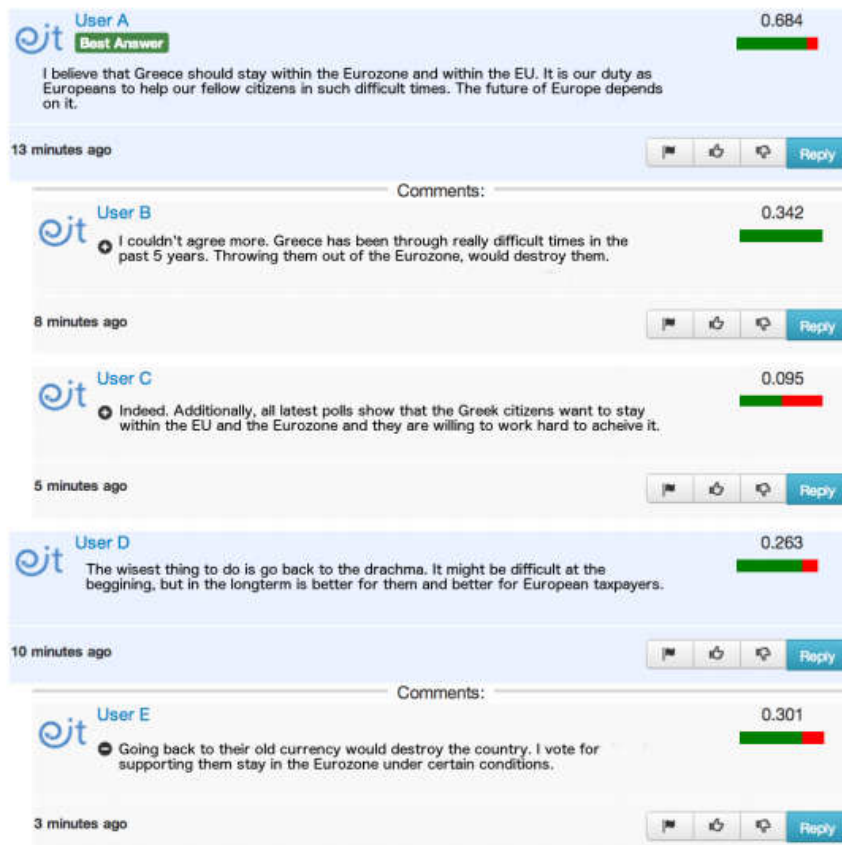 User A
0.684
ejt
Best Answer
I believe that Greece should stay within the Eurozone and within the EU. It is our duty as
Europeans to help our fellow citizens in such difficult times. The future of Europe depends
on it.
13 minutes ago
Reply
Comments:
User B
0.342
ejt
I couldn't agree more. Greece has been through really difficult times in the
past 5 years. Throwing them out of the Eurozone, would destroy them.
8 minutes ago
Reply
User C
0.095
ejt
Indeed. Additionally, all latest polls show that the Greek citizens want to stay
within the EU and the Eurozone and they are willing to work hard to acheive it.
5 minutes ago
Reply
User D
0.263
ejt
The wisest thing to do is go back to the drachma. It might be difficult at the
beggining, but in the longterm is better for them and better for European taxpayers.
10 minutes ago
Reply
Comments:
User E
0.301
ejt
Going back to their old currency would destroy the country. I vote for
supporting them stay in the Eurozone under certain conditions.
3 minutes ago
Reply